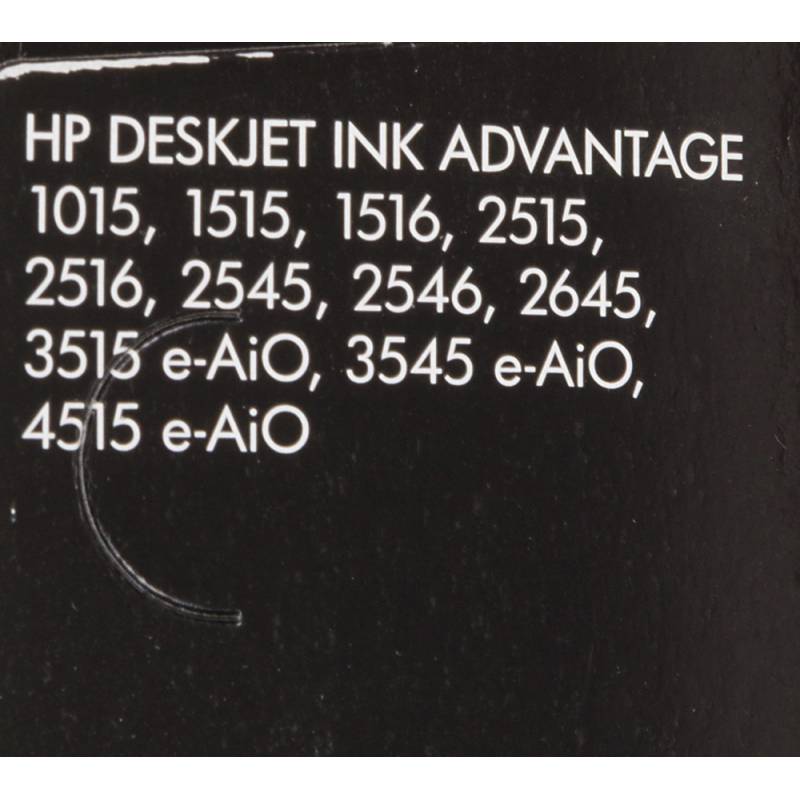 HP DESKJET INK ADVANTAGE
1015, 1515, 1516, 2515,
2516, 2545, 2546, 2645,
3515 e-AiO, 3545 e-AiO,
4515 e-AiO